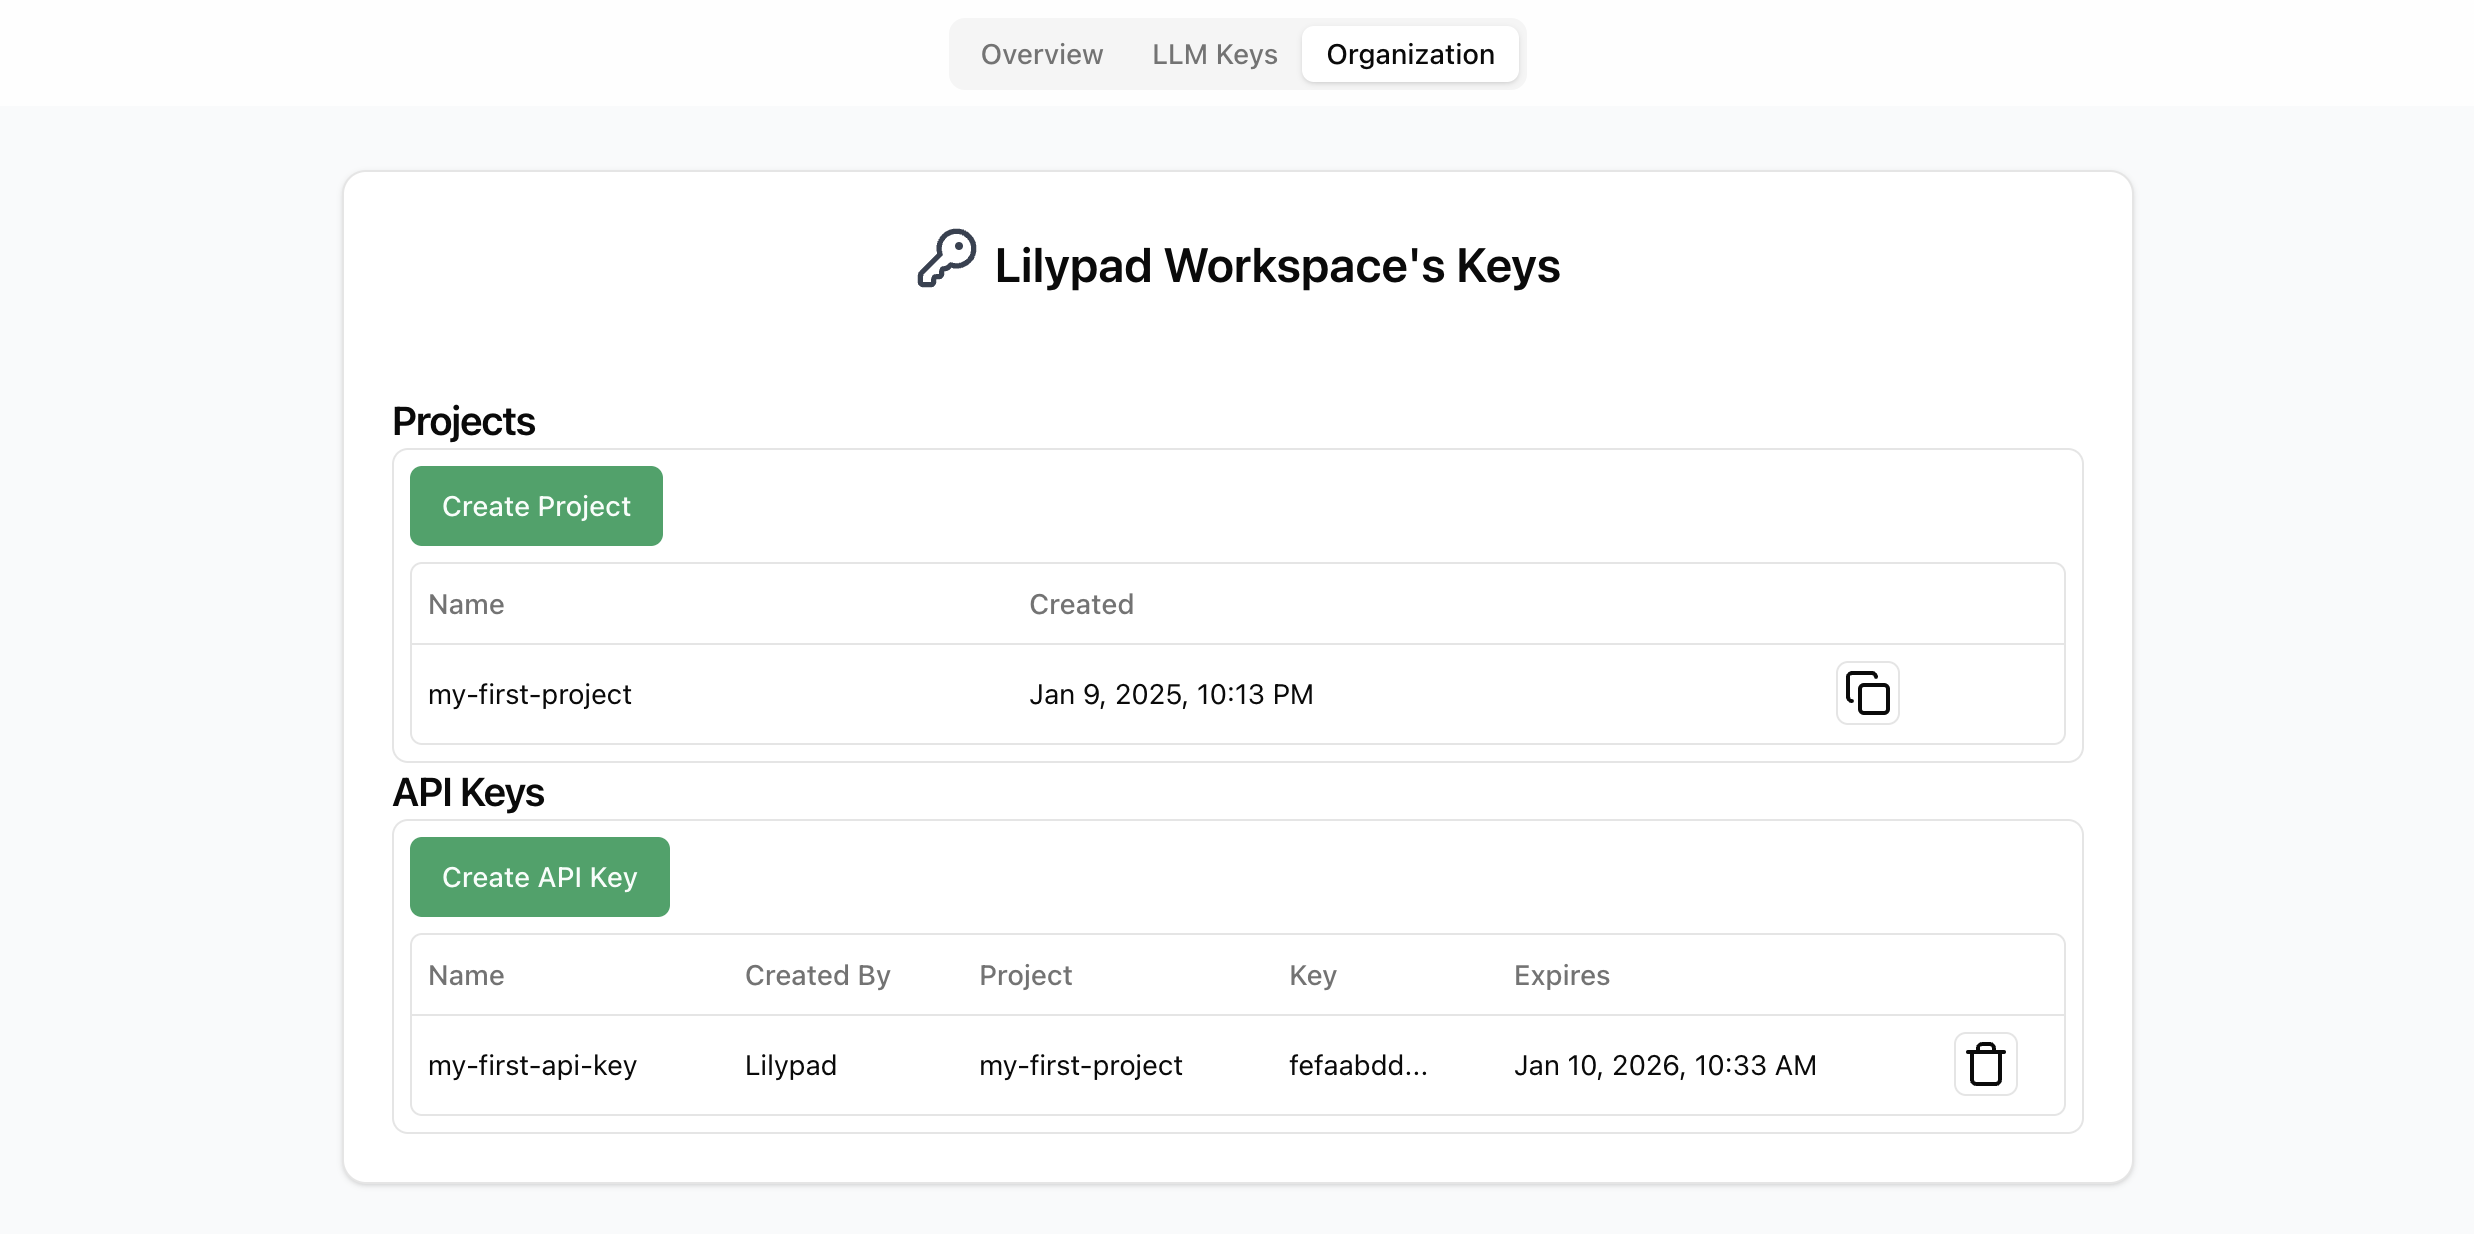 Overview LLM Keys Organization
Lilypad Workspace's Keys
Projects
Create Project
Name Created
my-first-project Jan 9, 2025, 10:13 PM
API Keys
Create API Key
Name Created By Project Key Expires
my-first-api-key Lilypad my-first-project fefaabdd... Jan 10, 2026, 10:33 AM